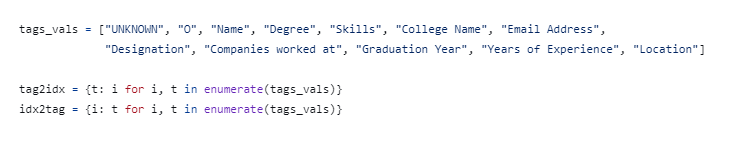 tags_vals = ["UNKNOWN", "O", "Name", "Degree", "Skills", "College Name", "Email Address",
"Designation", "Companies worked at", "Graduation Year", "Years of Experience", "Location"]
tag2idx = {t: i for i, t in enumerate(tags_vals)}
idx2tag = {i: t for i, t in enumerate(tags_vals)}